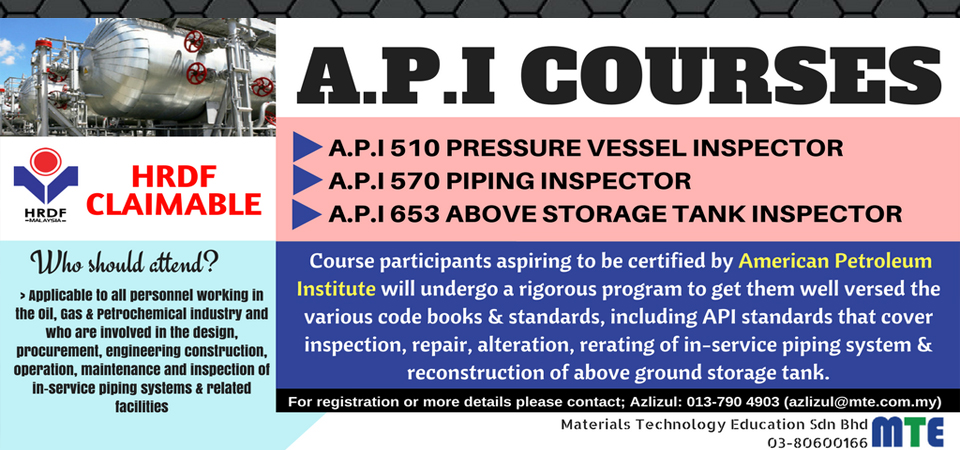 A.P.I COURSES
A.P.I 510 PRESSURE VESSEL INSPECTOR
A.P.I 570 PIPING INSPECTOR
A.P.I 653 ABOVE STORAGE TANK INSPECTOR
HRDF
MALAYSIA
HRDF
CLAIMABLE
Who should attend?
> Applicable to all personnel working in
the Oil, Gas & Petrochemical industry and
who are involved in the design,
procurement, engineering construction,
operation, maintenance and inspection of
in-service piping systems & related
facilities
Course participants aspiring to be certified by American Petroleum
Institute will undergo a rigorous program to get them well versed the
various code books & standards, including API standards that cover
inspection, repair, alteration, rerating of in-service piping system &
reconstruction of above ground storage tank.
For registration or more details please contact; Azlizul: 013-790 4903 (azlizul@mte.com.my)
Materials Technology Education Sdn Bhd
03-80600166
MTE